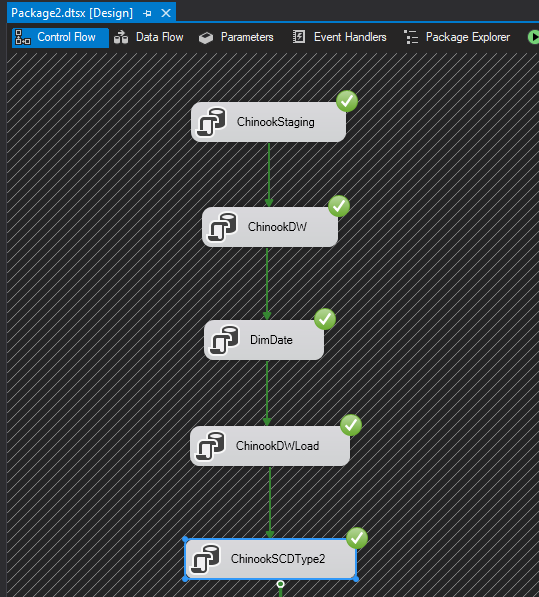 Package2.dtsx [Design]
Control Flow Data Flow Parameters Event Handlers Package Explorer
ChinookStaging
ChinookDW
DimDate
ChinookDWLoad
ChinookSCDType2